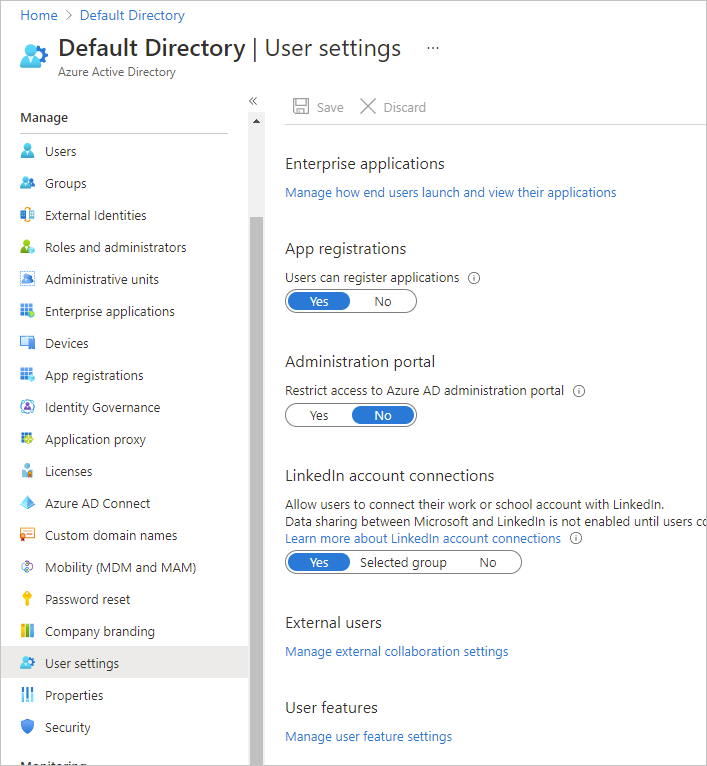 Home > Default Directory
Default Directory | User settings ...
Azure Active Directory
«
Manage
Users
Groups
External Identities
Roles and administrators
Administrative units
Enterprise applications
Devices
App registrations
Identity Governance
Application proxy
Licenses
Azure AD Connect
Custom domain names
Mobility (MDM and MAM)
Password reset
Company branding
User settings
Properties
Security
Monitoring
Save Discard
Enterprise applications
Manage how end users launch and view their applications
App registrations
Users can register applications
Yes No
Administration portal
Restrict access to Azure AD administration portal
Yes No
LinkedIn account connections
Allow users to connect their work or school account with LinkedIn.
Data sharing between Microsoft and LinkedIn is not enabled until users co
Learn more about LinkedIn account connections
Yes Selected group No
External users
Manage external collaboration settings
User features
Manage user feature settings